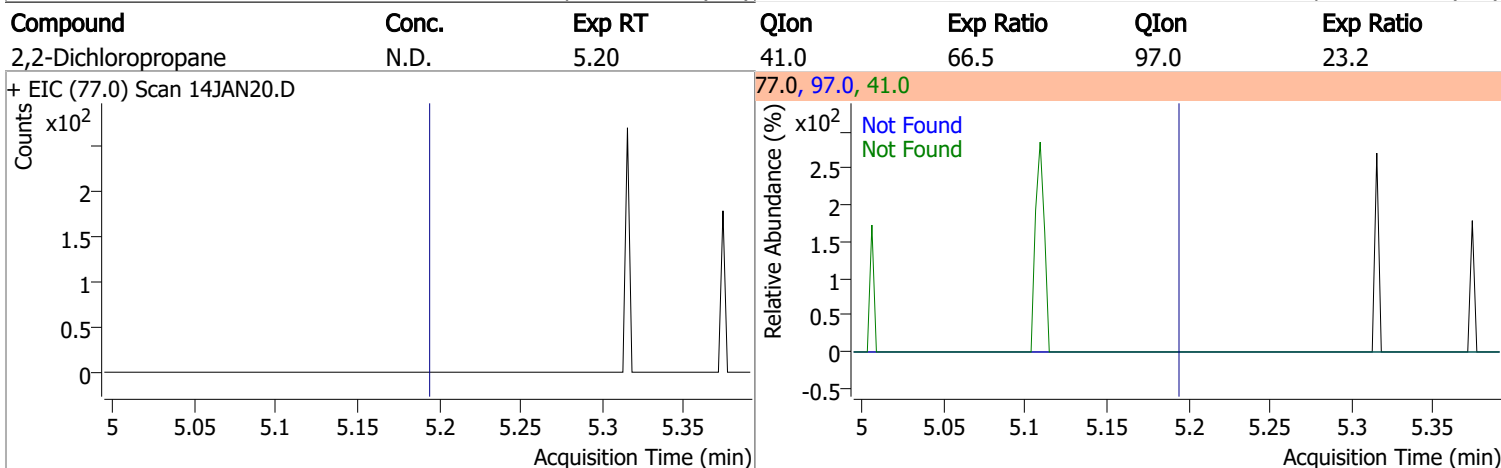 Compound Conc. Exp RT QIon Exp Ratio QIon Exp Ratio
2,2-Dichloropropane N.D. 5.20 41.0 66.5 97.0 23.2
+ EIC (77.0) Scan 14JAN20.D
Counts
x10²
2
1.5
1
0.5
0
5 5.05 5.1 5.15 5.2 5.25 5.3 5.35
Acquisition Time (min)
77.0, 97.0, 41.0
Relative Abundance (%)
x10²
Not Found
Not Found
2.5
2
1.5
1
0.5
0
-0.5
5 5.05 5.1 5.15 5.2 5.25 5.3 5.35
Acquisition Time (min)